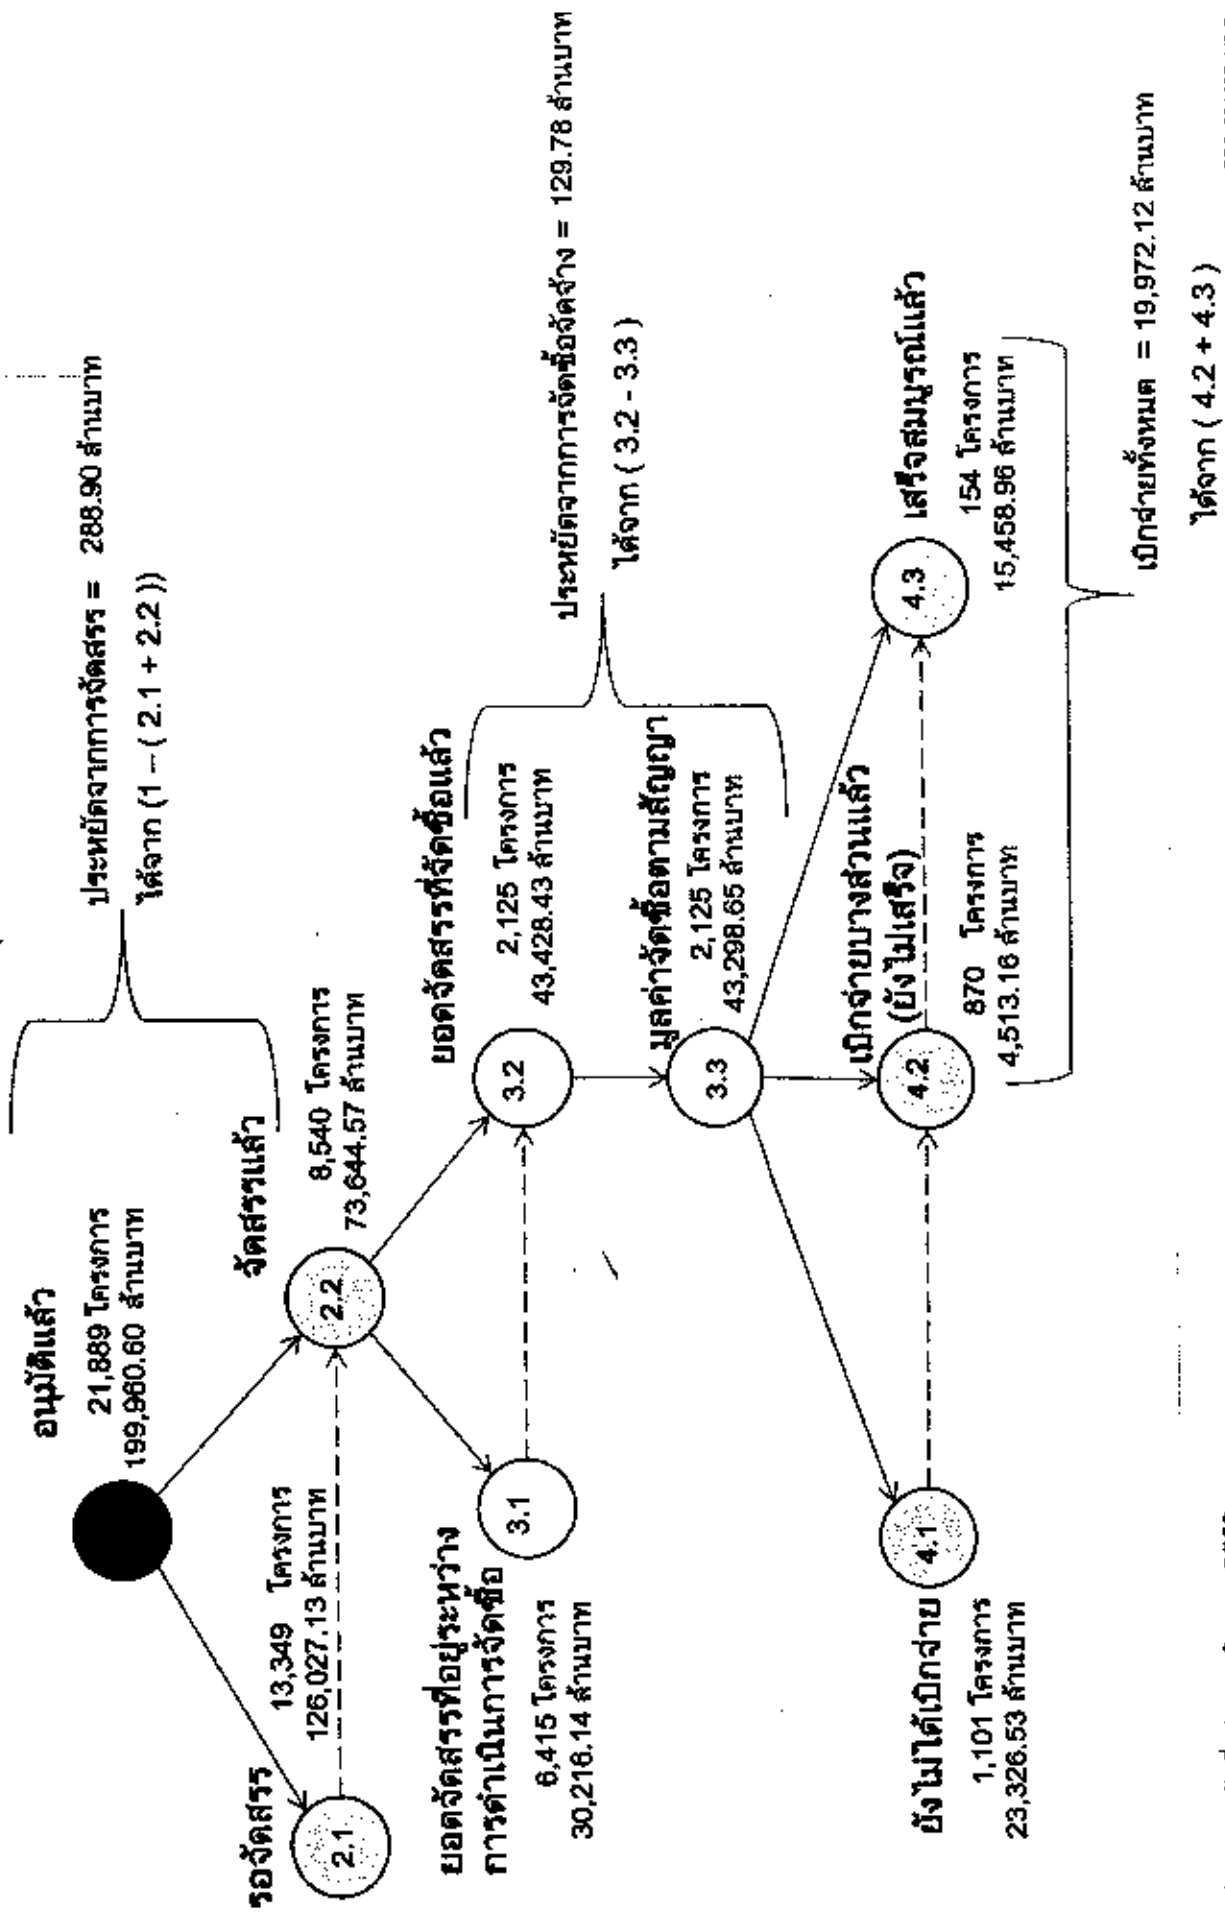 อนุมัติแล้ว
21,889 โครงการ
199,960.60 ล้านบาท
ประหยัดจากการจัดสรร = 288.90 ล้านบาท
ได้จาก (1 – ( 2.1 + 2.2 ))
รอจัดสรร
2.1
13,349 โครงการ
126,027.13 ล้านบาท
จัดสรรแล้ว
2.2
8,540 โครงการ
73,644.57 ล้านบาท
ยอดจัดสรรที่อยู่ระหว่าง
การดำเนินการจัดซื้อ
3.1
6,415 โครงการ
30,216.14 ล้านบาท
ยอดจัดสรรที่จัดซื้อแล้ว
3.2
2,125 โครงการ
43,428.43 ล้านบาท
ประหยัดจากการจัดซื้อจัดจ้าง = 129.78 ล้านบาท
ได้จาก ( 3.2 - 3.3 )
มูลค่าจัดซื้อตามสัญญา
3.3
2,125 โครงการ
43,298.65 ล้านบาท
ยังไม่ได้เบิกจ่าย
4.1
1,101 โครงการ
23,326.53 ล้านบาท
เบิกจ่ายบางส่วนแล้ว
(ยังไม่เสร็จ)
4.2
870 โครงการ
4,513.16 ล้านบาท
เสร็จสมบูรณ์แล้ว
4.3
154 โครงการ
15,458.96 ล้านบาท
เบิกจ่ายทั้งหมด = 19,972.12 ล้านบาท
ได้จาก ( 4.2 + 4.3 )